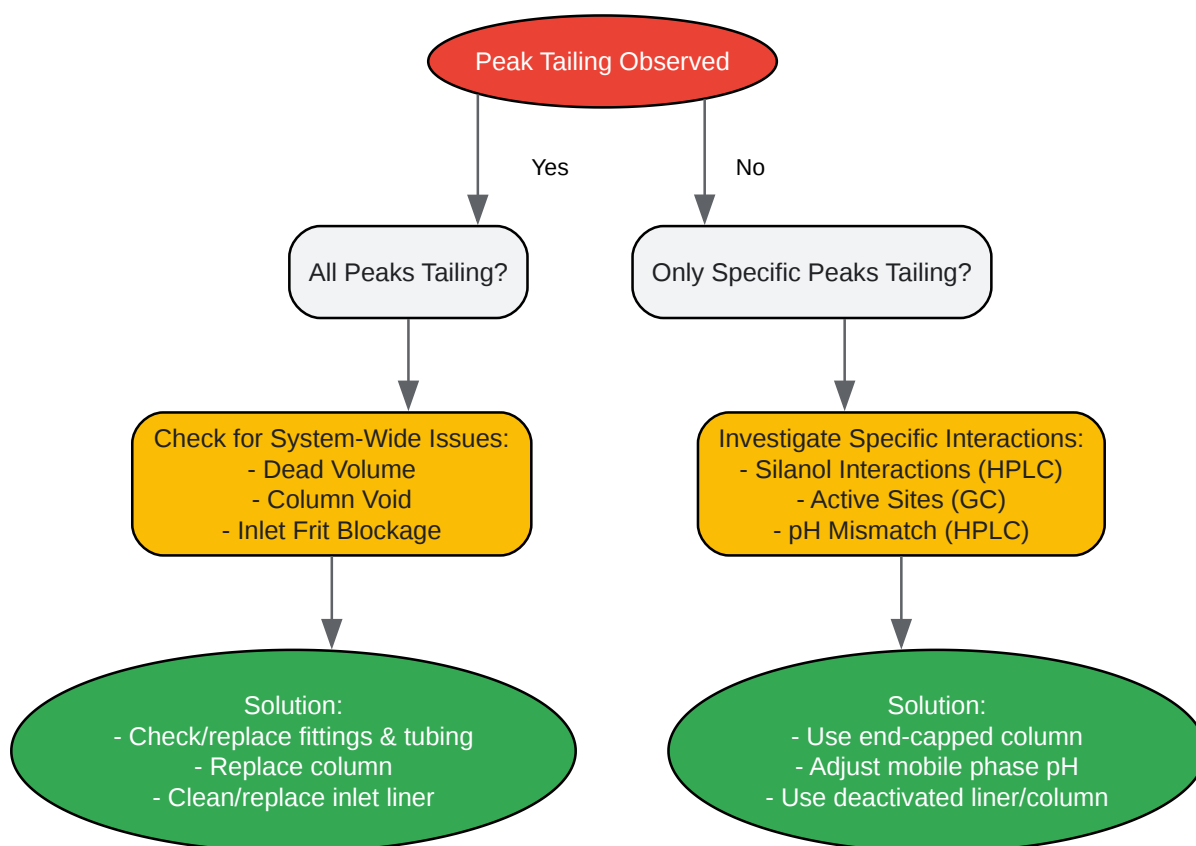 Peak Tailing Observed
Yes
No
All Peaks Tailing?
Only Specific Peaks Tailing?
Check for System-Wide Issues:
- Dead Volume
- Column Void
- Inlet Frit Blockage
Investigate Specific Interactions:
- Silanol Interactions (HPLC)
- Active Sites (GC)
- pH Mismatch (HPLC)
Solution:
- Check/replace fittings & tubing
- Replace column
- Clean/replace inlet liner
Solution:
- Use end-capped column
- Adjust mobile phase pH
- Use deactivated liner/column